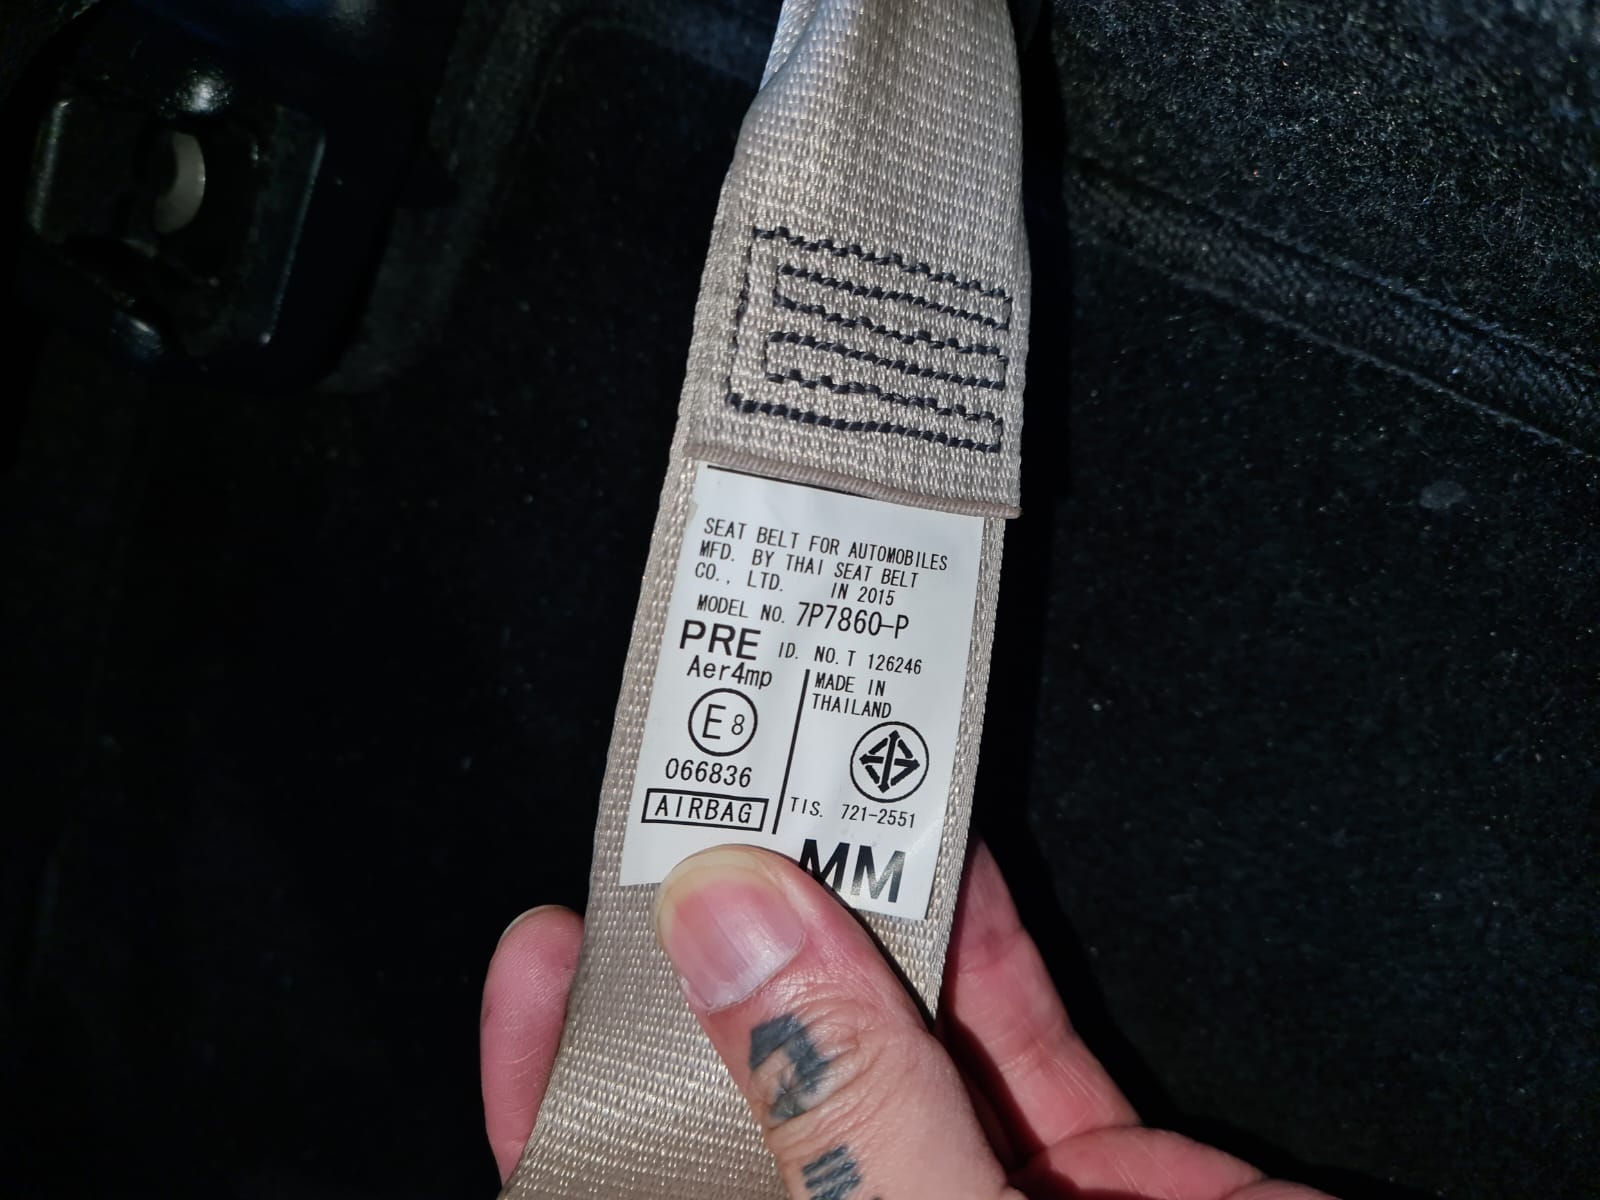 SEAT BELT FOR AUTOMOBILES
MFD. BY THAI SEAT BELT
CO., LTD. IN 2015
MODEL NO. 7P7860-P
PRE ID. NO. T 126246
Aer4mp
E8
066836
AIRBAG
MADE IN
THAILAND
TIS. 721-2551
MM